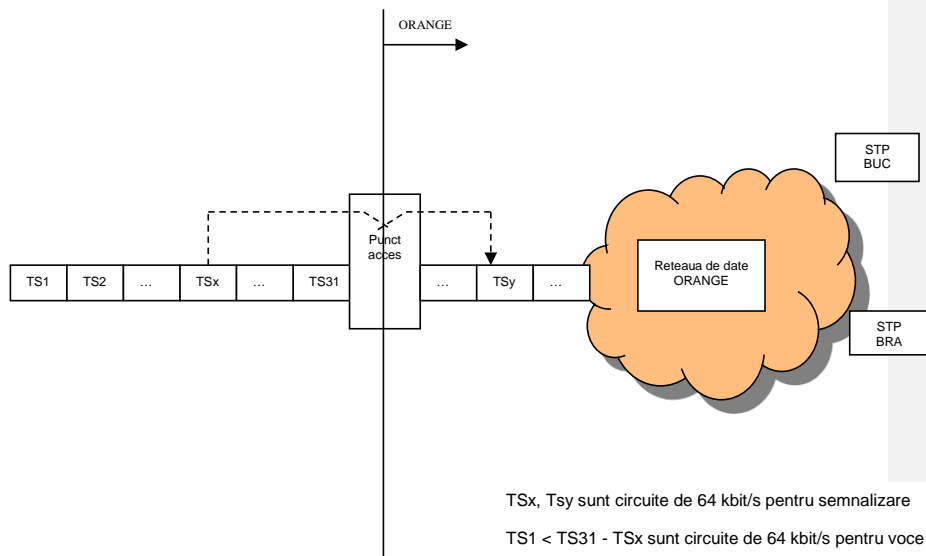 ORANGE
STP
BUC
Punct
acces
TS1 TS2 ... TSx ... TS31 ... TSy ...
Reteaua de date
ORANGE
STP
BRA
TSx, Tsy sunt circuite de 64 kbit/s pentru semnalizare
TS1 < TS31 - TSx sunt circuite de 64 kbit/s pentru voce